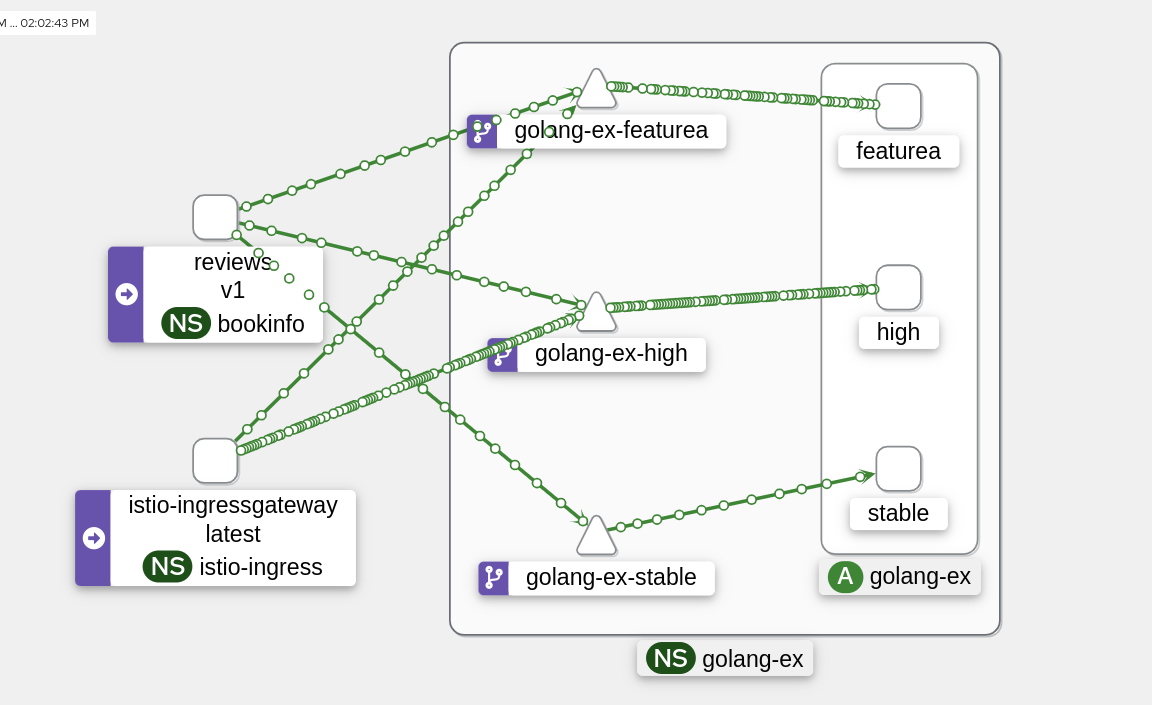 M ... 02:02:43 PM
golang-ex-featurea
featurea
reviews
v1
NS bookinfo
golang-ex-high
high
istio-ingressgateway
latest
NS istio-ingress
golang-ex-stable
stable
A golang-ex
NS golang-ex